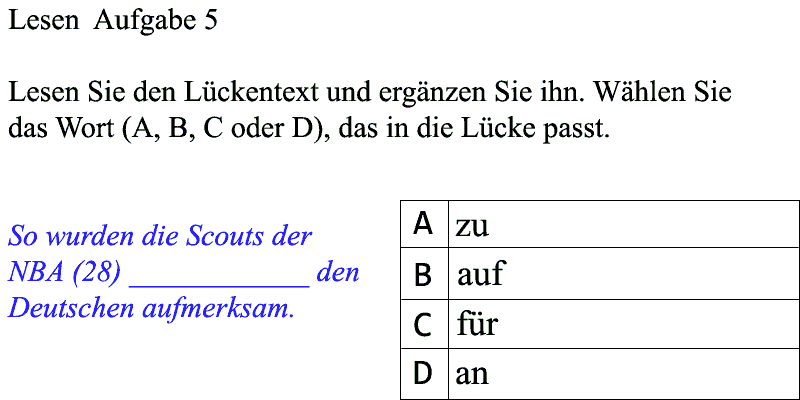 Lesen Aufgabe 5
Lesen Sie den Lückentext und ergänzen Sie ihn. Wählen Sie
das Wort (A, B, C oder D), das in die Lücke passt.
So wurden die Scouts der
NBA (28) _____________ den
Deutschen aufmerksam.
A zu
B auf
C für
D an